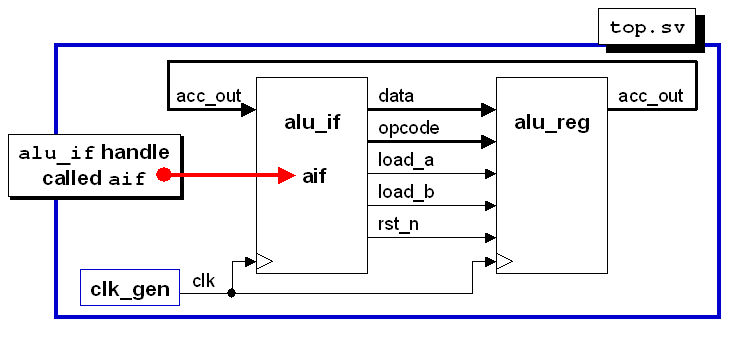 top.sv
acc_out
data
acc_out
alu_if
opcode
alu_reg
alu_if handle
called aif
load_a
aif
load_b
rst_n
clk_gen
clk